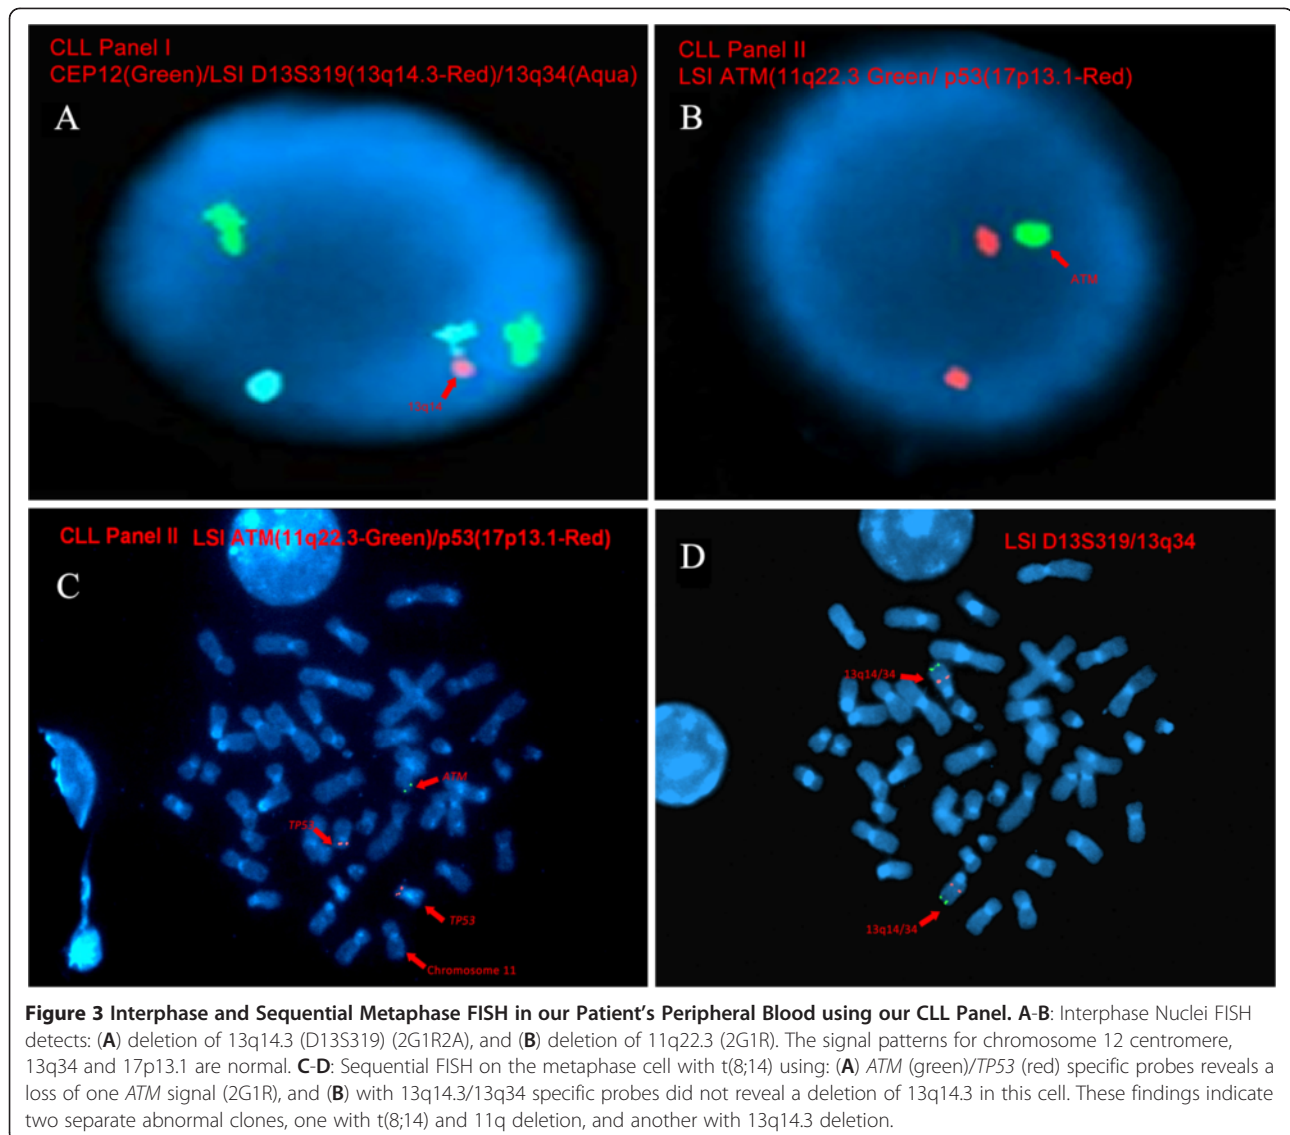 CLL Panel I
CEP12(Green)/LSI D13S319(13q14.3-Red)/13q34(Aqua)
A
13q14
CLL Panel II
LSI ATM(11q22.3 Green/ p53(17p13.1-Red)
B
ATM
CLL Panel II LSI ATM(11q22.3-Green)/p53(17p13.1-Red)
C
ATM
TP53
TP53
Chromosome 11
LSI D13S319/13q34
D
13q14/34
13q14/34
Figure 3 Interphase and Sequential Metaphase FISH in our Patient's Peripheral Blood using our CLL Panel. A-B: Interphase Nuclei FISH
detects: (A) deletion of 13q14.3 (D13S319) (2G1R2A), and (B) deletion of 11q22.3 (2G1R). The signal patterns for chromosome 12 centromere,
13q34 and 17p13.1 are normal. C-D: Sequential FISH on the metaphase cell with t(8;14) using: (A) ATM (green)/TP53 (red) specific probes reveals a
loss of one ATM signal (2G1R), and (B) with 13q14.3/13q34 specific probes did not reveal a deletion of 13q14.3 in this cell. These findings indicate
two separate abnormal clones, one with t(8;14) and 11q deletion, and another with 13q14.3 deletion.